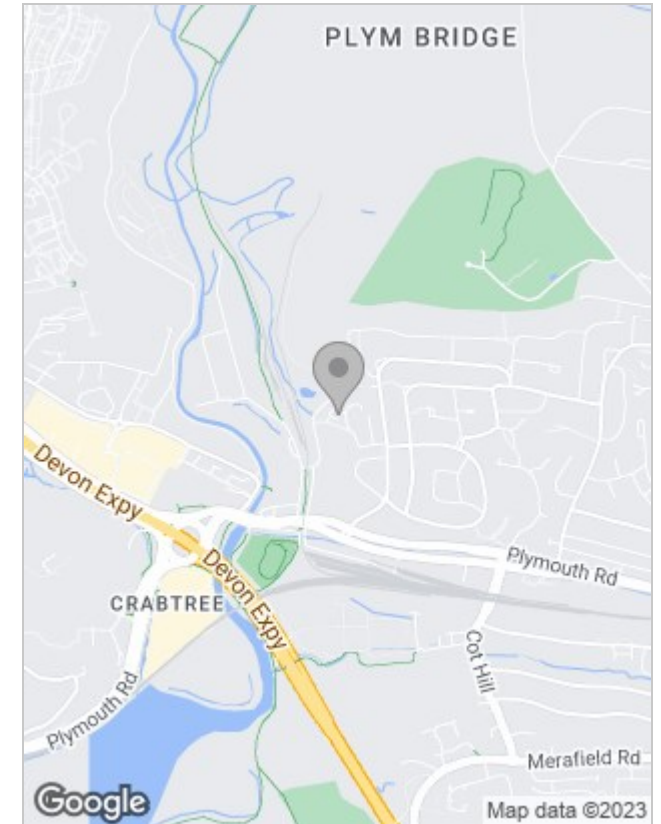 PLYM BRIDGE
Devon Expy
Devon Expy
Plymouth Rd
CRABTREE
Cot Hill
Plymouth Rd
Merafield Rd
Google
Map data ©2023